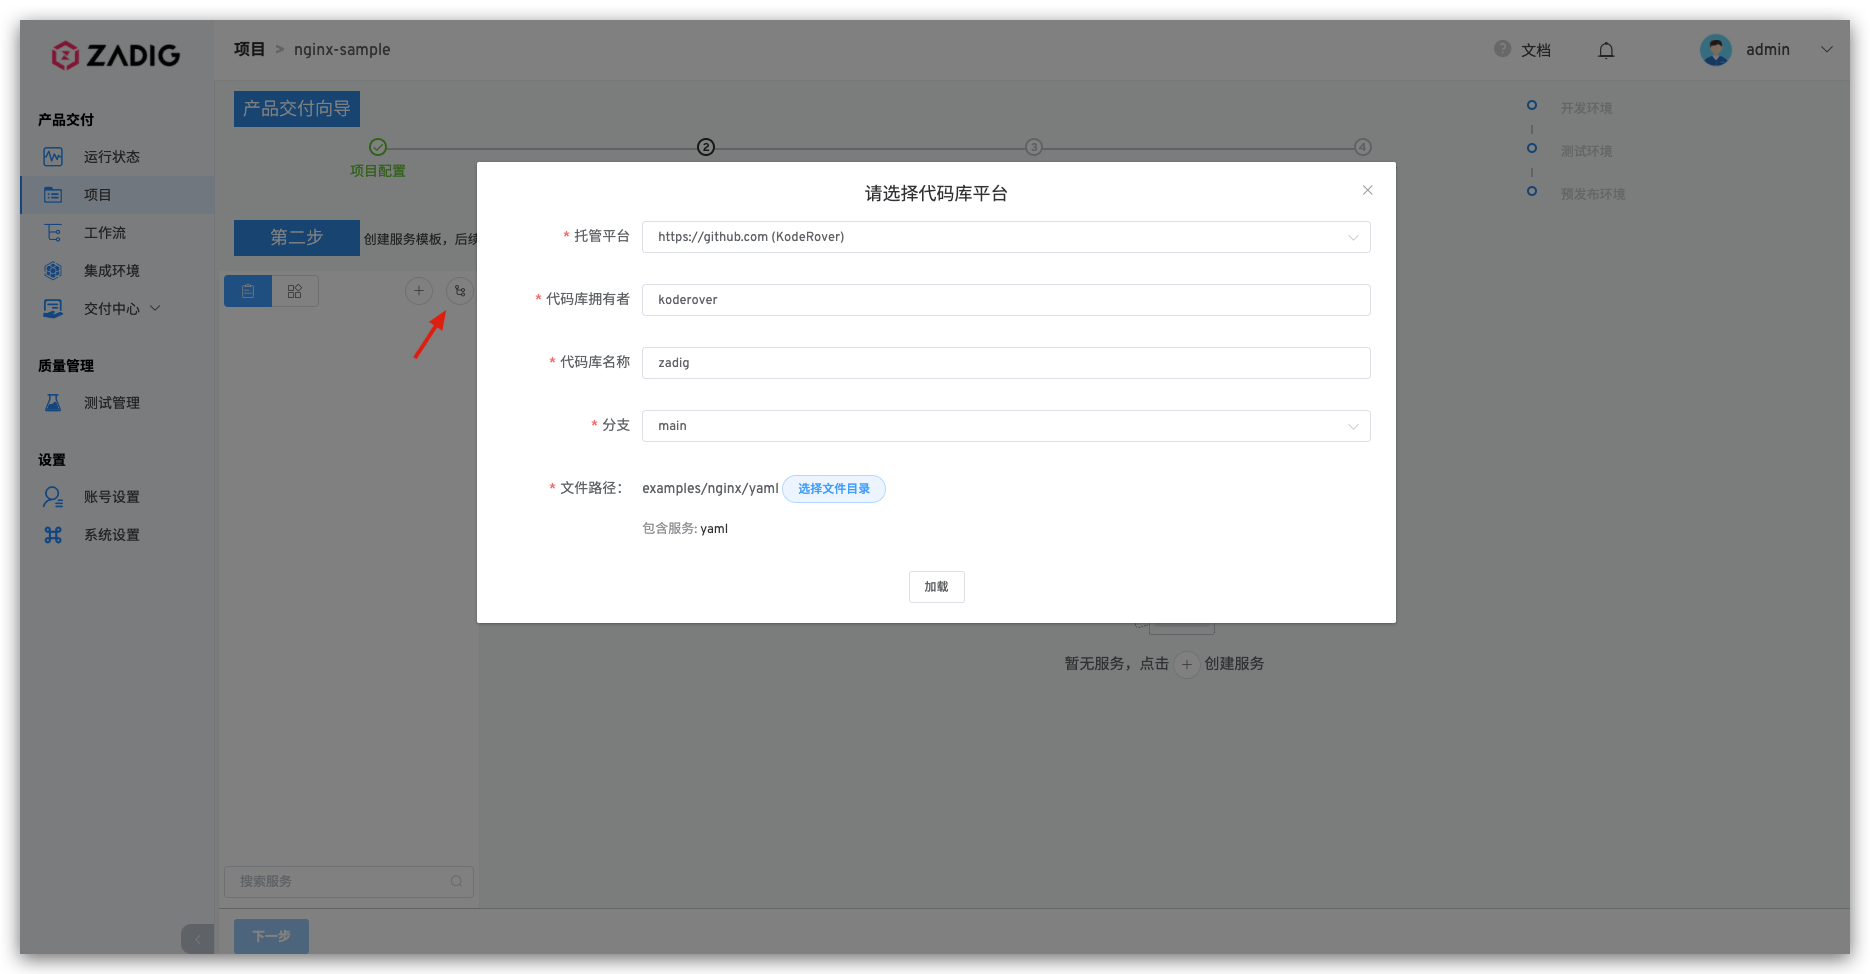 ZADIG
项目 > nginx-sample
? 文档
admin
产品交付
运行状态
项目
工作流
集成环境
交付中心
质量管理
测试管理
设置
账号设置
系统设置
产品交付向导
项目配置
2
3
4
开发环境
测试环境
预发布环境
第二步 创建服务模板，后续
请选择代码库平台
* 托管平台 https://github.com (KodeRover)
* 代码库拥有者 koderover
* 代码库名称 zadig
* 分支 main
* 文件路径： examples/nginx/yaml 选择文件目录
包含服务: yaml
加载
暂无服务，点击 + 创建服务
搜索服务
下一步